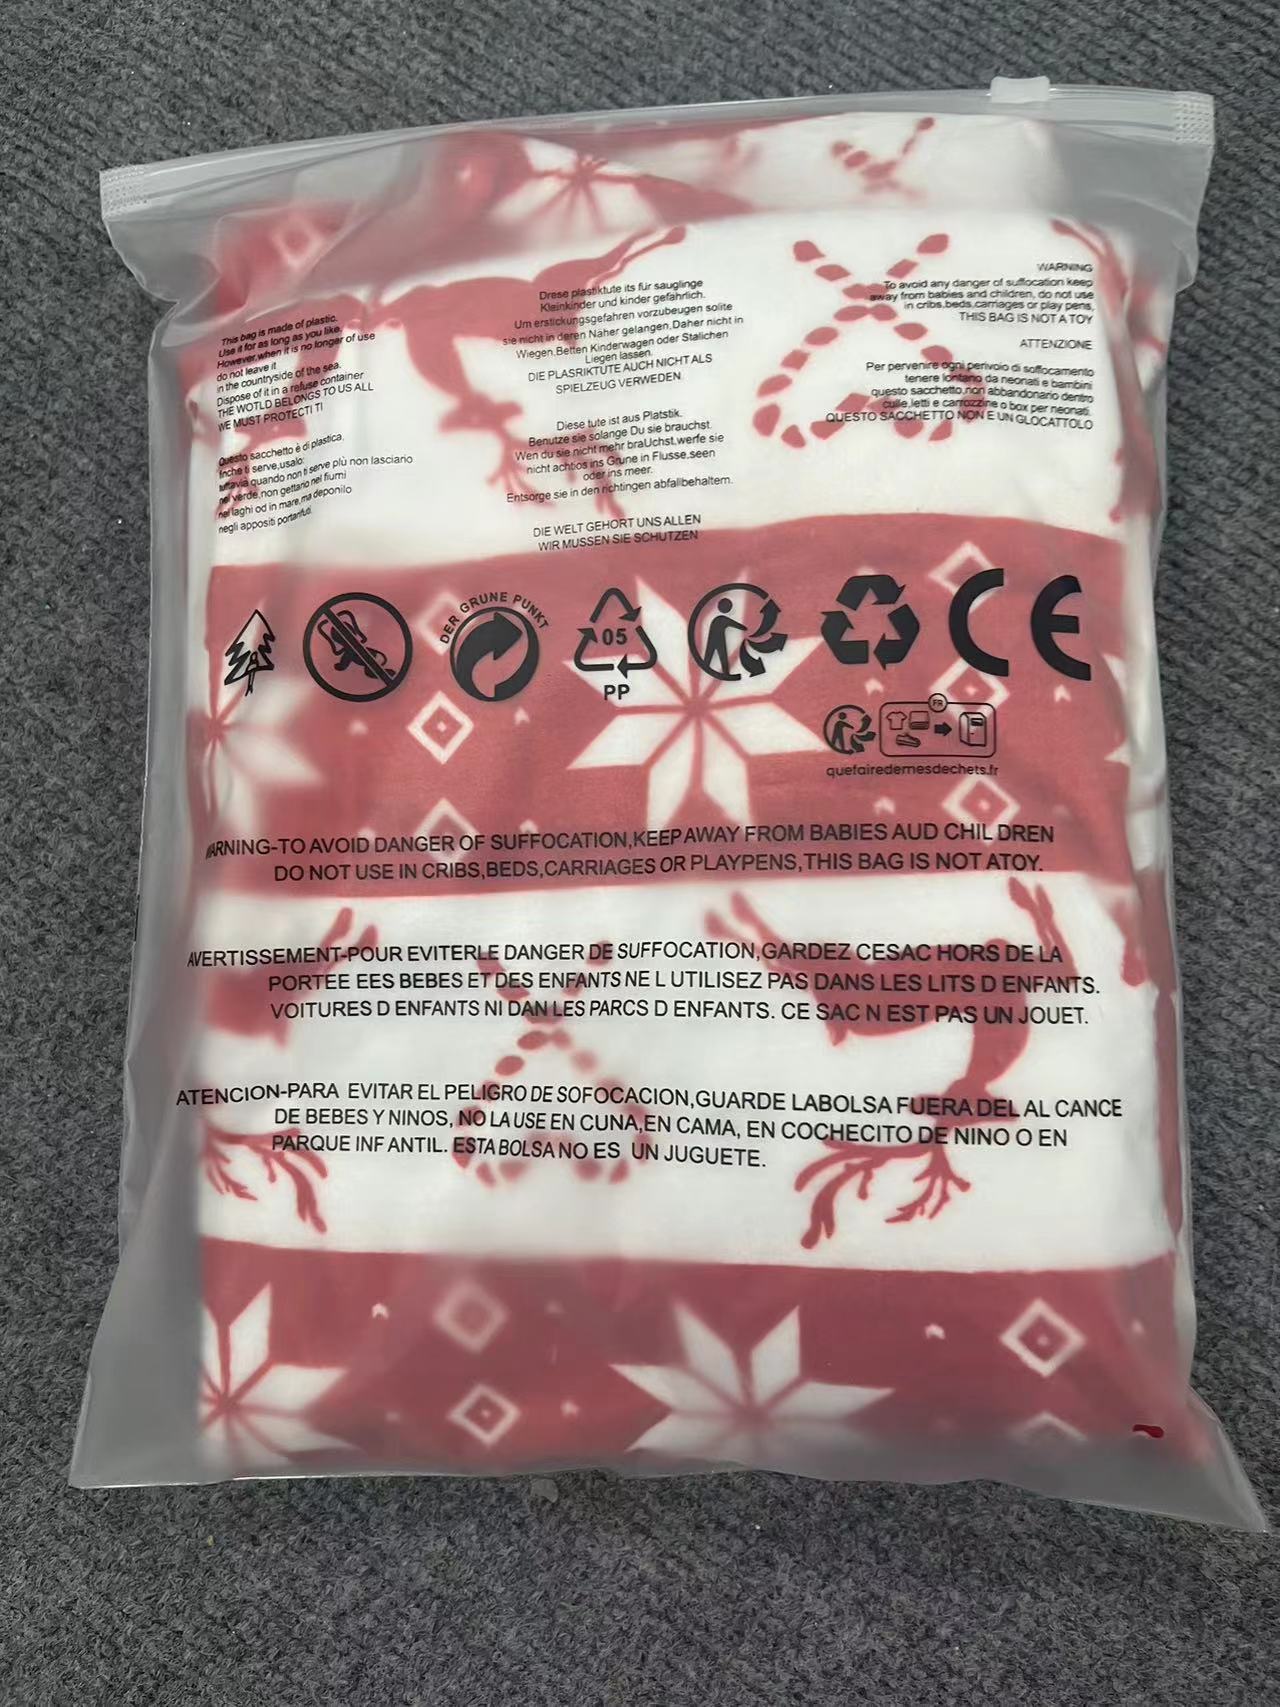 This bag is made of plastic.
Use it for as long as you like.
However,when it is no longer of use
do not leave it
in the countryside of the sea.
Dispose of it in a refuse container
THE WOTLD BELONGS TO US ALL
WE MUST PROTECTI TI
Questo sacchetto è di plastica.
finche ti serve,usalo:
tuttavia quando non ti serve più non lasciario
nel verde,non gettario nei fiumi
nei laghi od in mare,ma deponilo
negli appositi portarifiuti.
Drese plastiktute its für sauglinge
Kleinkinder und kinder gefahrlich.
Um erstickungsgefahren vorzubeugen solite
sie nicht in deren Naher gelangen.Daher nicht in
Wiegen,Betten Kinderwagen oder Stalichen
Liegen lassen.
DIE PLASRIKTUTE AUCH NICHT ALS
SPIELZEUG VERWEDEN.
Diese tute ist aus Platstik.
Benutze sie solange Du sie brauchst.
Wen du sie nicht mehr braUchst,werfe sie
nicht achtios ins Grune in Flusse,seen
oder ins meer.
Entsorge sie in den richtingen abfallbehaltern.
DIE WELT GEHORT UNS ALLEN
WIR MUSSEN SIE SCHUTZEN
WARNING
To avoid any danger of suffocation keep
away from babies and children, do not use
in cribs,beds,carriages or play pens,
THIS BAG IS NOT A TOY
ATTENZIONE
Per pervenire ogni perivoio di soffocamento
tenere lontano da neonati e bambini
questo sacchetto,non abbandonario dentro
culle,letti e carrozzine o box per neonati.
QUESTO SACCHETTO NON E UN GLOCATTOLO
DER GRUNE PUNKT
05
PP
CE
FR
quefairedemesdechets.fr
WARNING-TO AVOID DANGER OF SUFFOCATION,KEEP AWAY FROM BABIES AUD CHIL DREN
DO NOT USE IN CRIBS,BEDS,CARRIAGES OR PLAYPENS,THIS BAG IS NOT ATOY.
AVERTISSEMENT-POUR EVITERLE DANGER DE SUFFOCATION,GARDEZ CESAC HORS DE LA
PORTEE EES BEBES ET DES ENFANTS NE L UTILISEZ PAS DANS LES LITS D ENFANTS.
VOITURES D ENFANTS NI DAN LES PARCS D ENFANTS. CE SAC N EST PAS UN JOUET.
ATENCION-PARA EVITAR EL PELIGRO DE SOFOCACION,GUARDE LABOLSA FUERA DEL AL CANCE
DE BEBES Y NINOS, NO LA USE EN CUNA,EN CAMA, EN COCHECITO DE NINO O EN
PARQUE INF ANTIL. ESTA BOLSA NO ES UN JUGUETE.